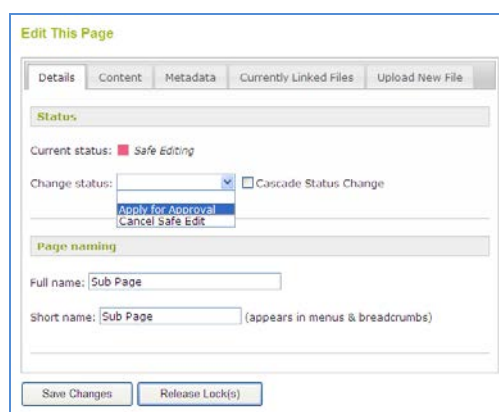 Edit This Page
Details Content Metadata Currently Linked Files Upload New File
Status
Current status: Safe Editing
Change status: Cascade Status Change
Apply for Approval
Cancel Safe Edit
Page naming
Full name: Sub Page
Short name: Sub Page (appears in menus & breadcrumbs)
Save Changes Release Lock(s)